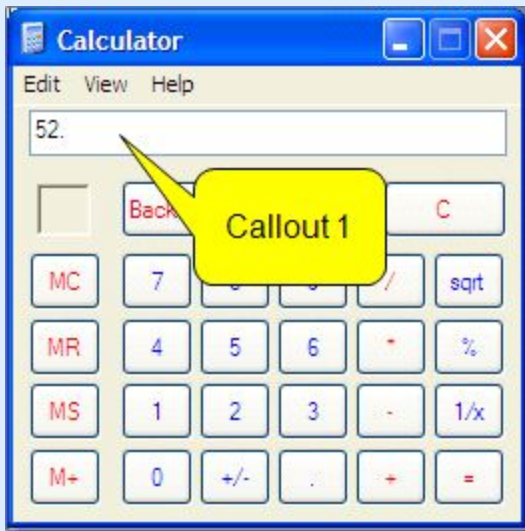 Calculator
Edit View Help
52.
Callout 1
Back
C
MC 7 / sqrt
MR 4 5 6 * %
MS 1 2 3 - 1/x
M+ 0 +/- . + =